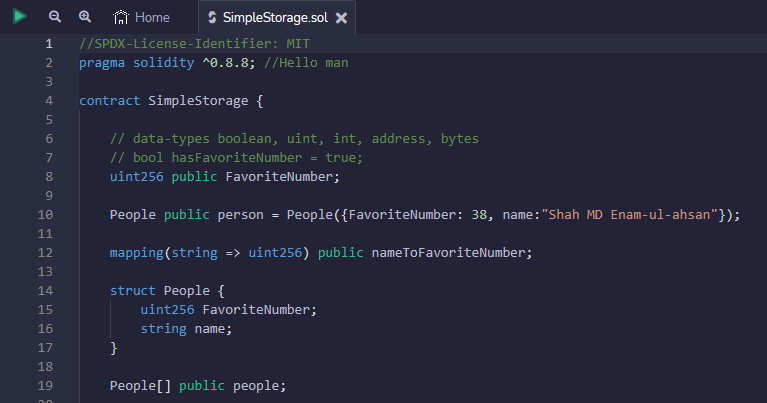 Home SimpleStorage.sol
1 //SPDX-License-Identifier: MIT
2 pragma solidity ^0.8.8; //Hello man
3
4 contract SimpleStorage {
5
6 // data-types boolean, uint, int, address, bytes
7 // bool hasFavoriteNumber = true;
8 uint256 public FavoriteNumber;
9
10 People public person = People({FavoriteNumber: 38, name:"Shah MD Enam-ul-ahsan"});
11
12 mapping(string => uint256) public nameToFavoriteNumber;
13
14 struct People {
15 uint256 FavoriteNumber;
16 string name;
17 }
18
19 People[] public people;